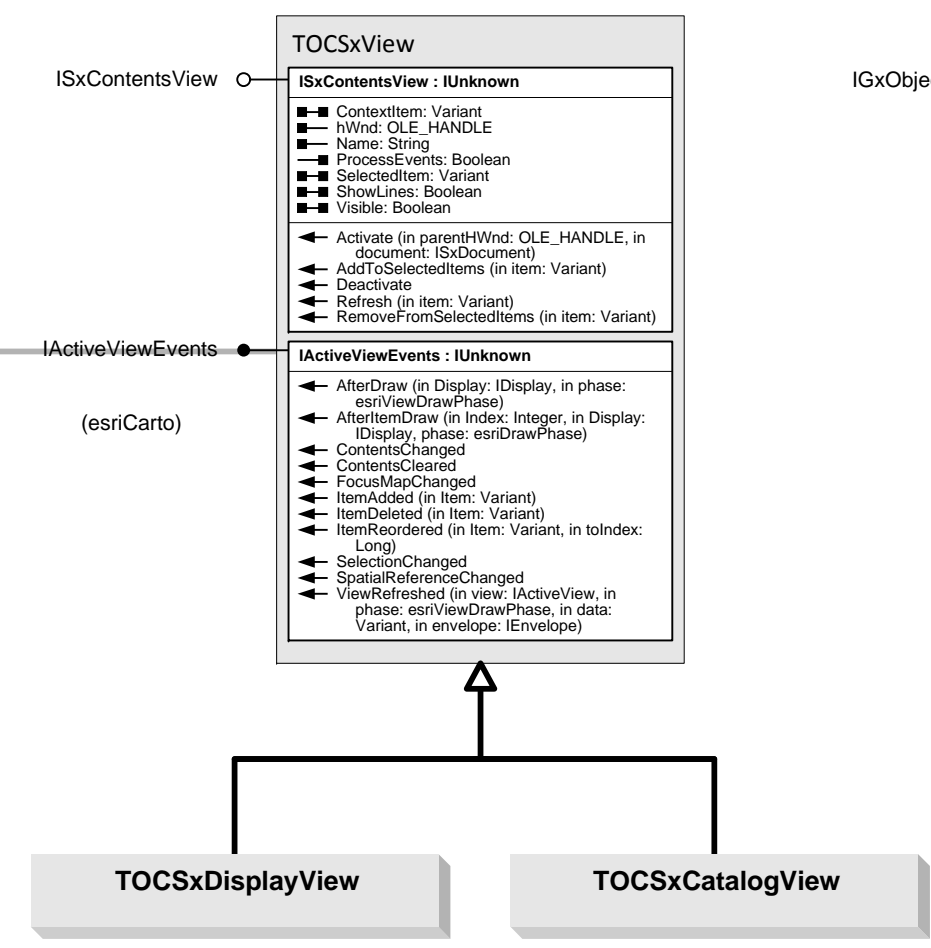 TOCSxView
ISxContentsView
ISxContentsView : IUnknown
IGxObje
ContextItem: Variant
hWnd: OLE_HANDLE
Name: String
ProcessEvents: Boolean
SelectedItem: Variant
ShowLines: Boolean
Visible: Boolean
Activate (in parentHWnd: OLE_HANDLE, in
document: ISxDocument)
AddToSelectedItems (in item: Variant)
Deactivate
Refresh (in item: Variant)
RemoveFromSelectedItems (in item: Variant)
IActiveViewEvents
IActiveViewEvents : IUnknown
(esriCarto)
AfterDraw (in Display: IDisplay, in phase:
esriViewDrawPhase)
AfterItemDraw (in Index: Integer, in Display:
IDisplay, phase: esriDrawPhase)
ContentsChanged
ContentsCleared
FocusMapChanged
ItemAdded (in Item: Variant)
ItemDeleted (in Item: Variant)
ItemReordered (in Item: Variant, in toIndex:
Long)
SelectionChanged
SpatialReferenceChanged
ViewRefreshed (in view: IActiveView, in
phase: esriViewDrawPhase, in data:
Variant, in envelope: IEnvelope)
TOCSxDisplayView
TOCSxCatalogView